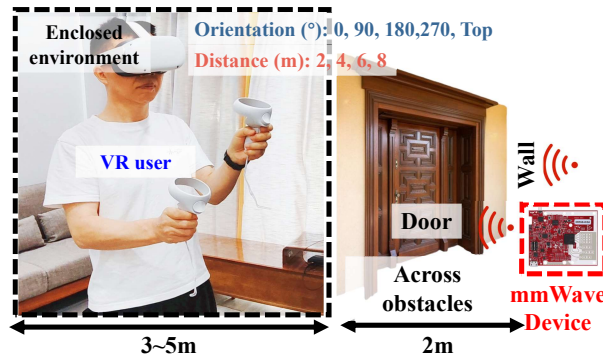 Enclosed
environment
Orientation (°): 0, 90, 180,270, Top
Distance (m): 2, 4, 6, 8
VR user
Wall
Door
Across
obstacles
mmWave
Device
3~5m
2m